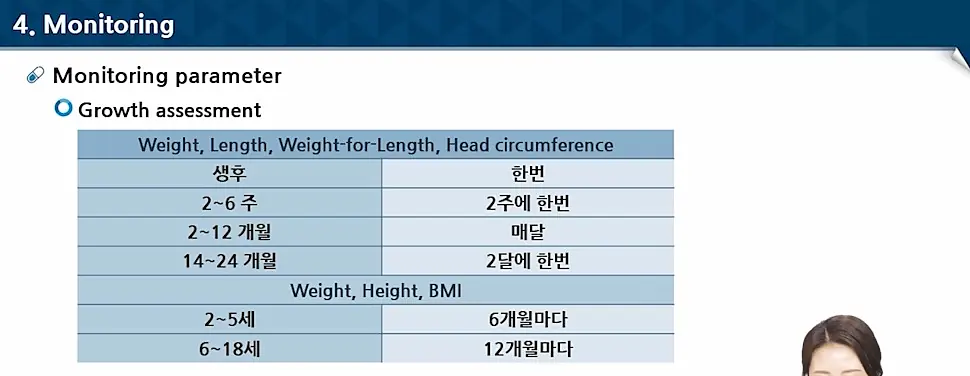 4. Monitoring
Monitoring parameter
Growth assessment
Weight, Length, Weight-for-Length, Head circumference
생후 한번
2~6 주 2주에 한번
2~12 개월 매달
14~24 개월 2달에 한번
Weight, Height, BMI
2~5세 6개월마다
6~18세 12개월마다